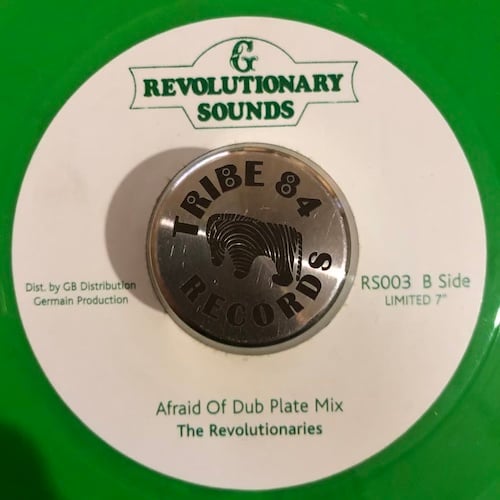 G
REVOLUTIONARY
SOUNDS
TRIBE 84
RECORDS
Dist. by GB Distribution
Germain Production
RS003 B Side
LIMITED 7"
Afraid Of Dub Plate Mix
The Revolutionaries